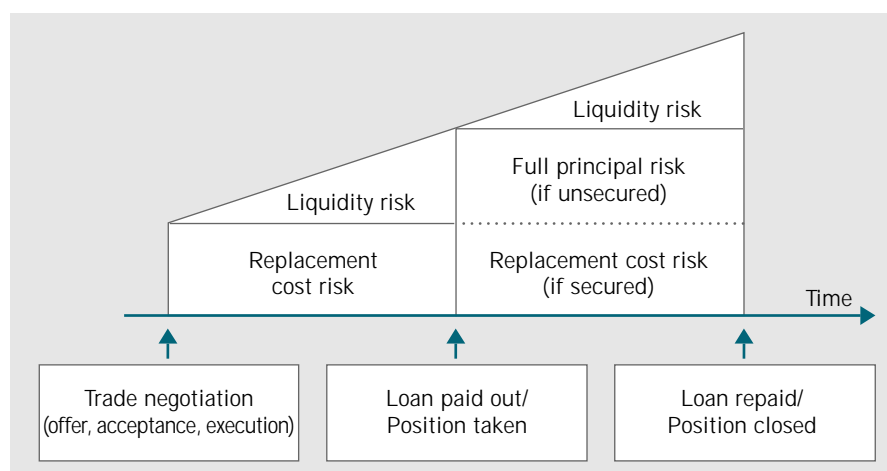 Liquidity risk
Full principal risk
(if unsecured)
Liquidity risk
Replacement
cost risk
Replacement cost risk
(if secured)
Time
Trade negotiation
(offer, acceptance, execution)
Loan paid out/
Position taken
Loan repaid/
Position closed